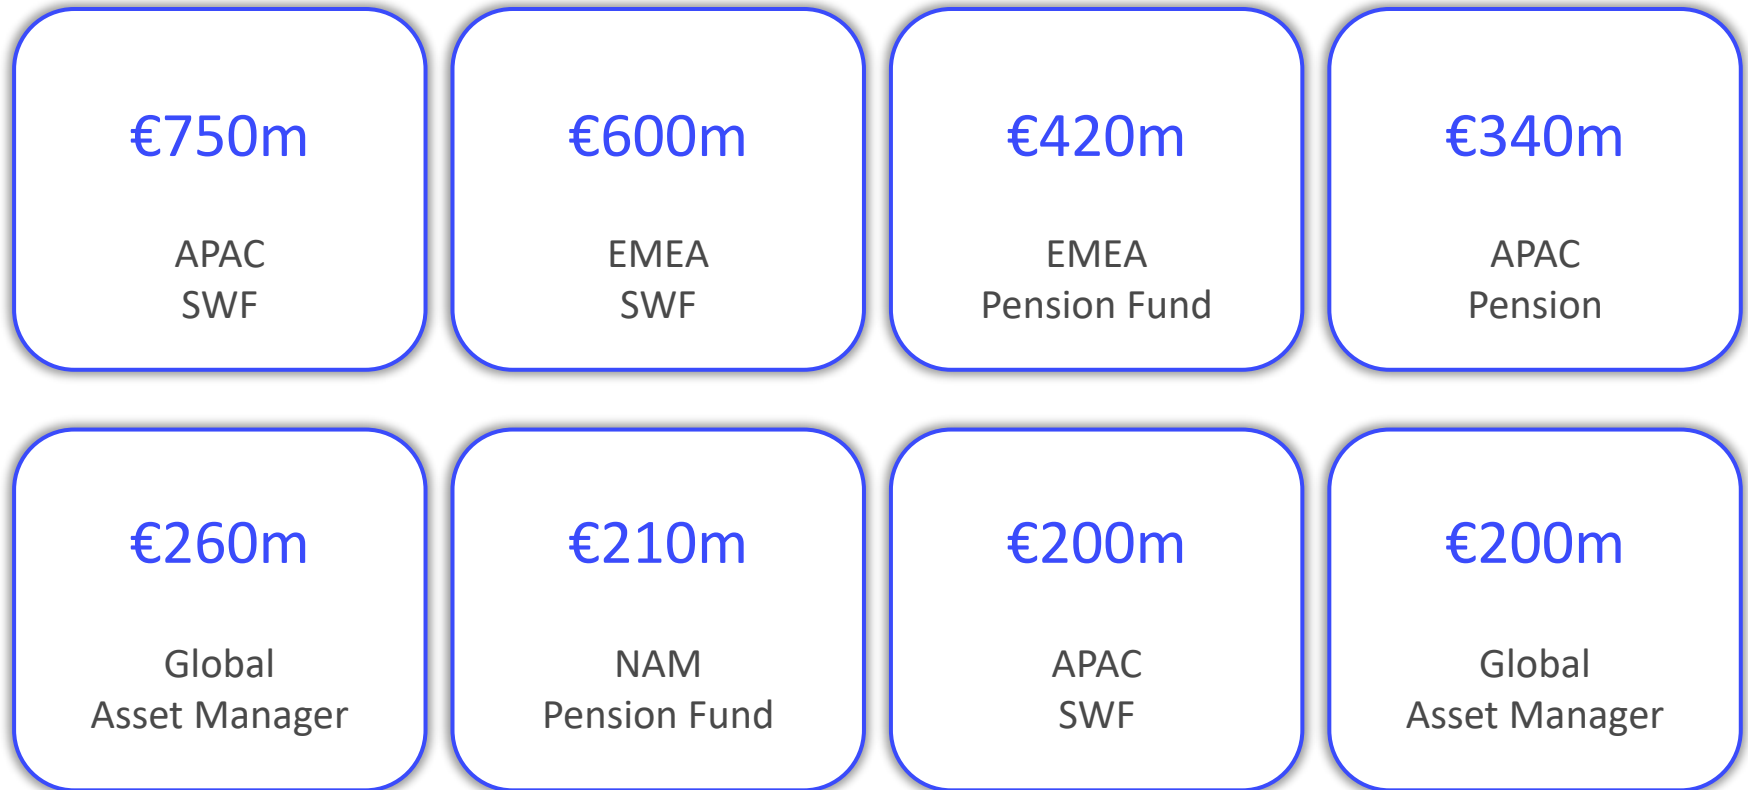 €750m
APAC
SWF
€600m
EMEA
SWF
€420m
EMEA
Pension Fund
€340m
APAC
Pension
€260m
Global
Asset Manager
€210m
NAM
Pension Fund
€200m
APAC
SWF
€200m
Global
Asset Manager